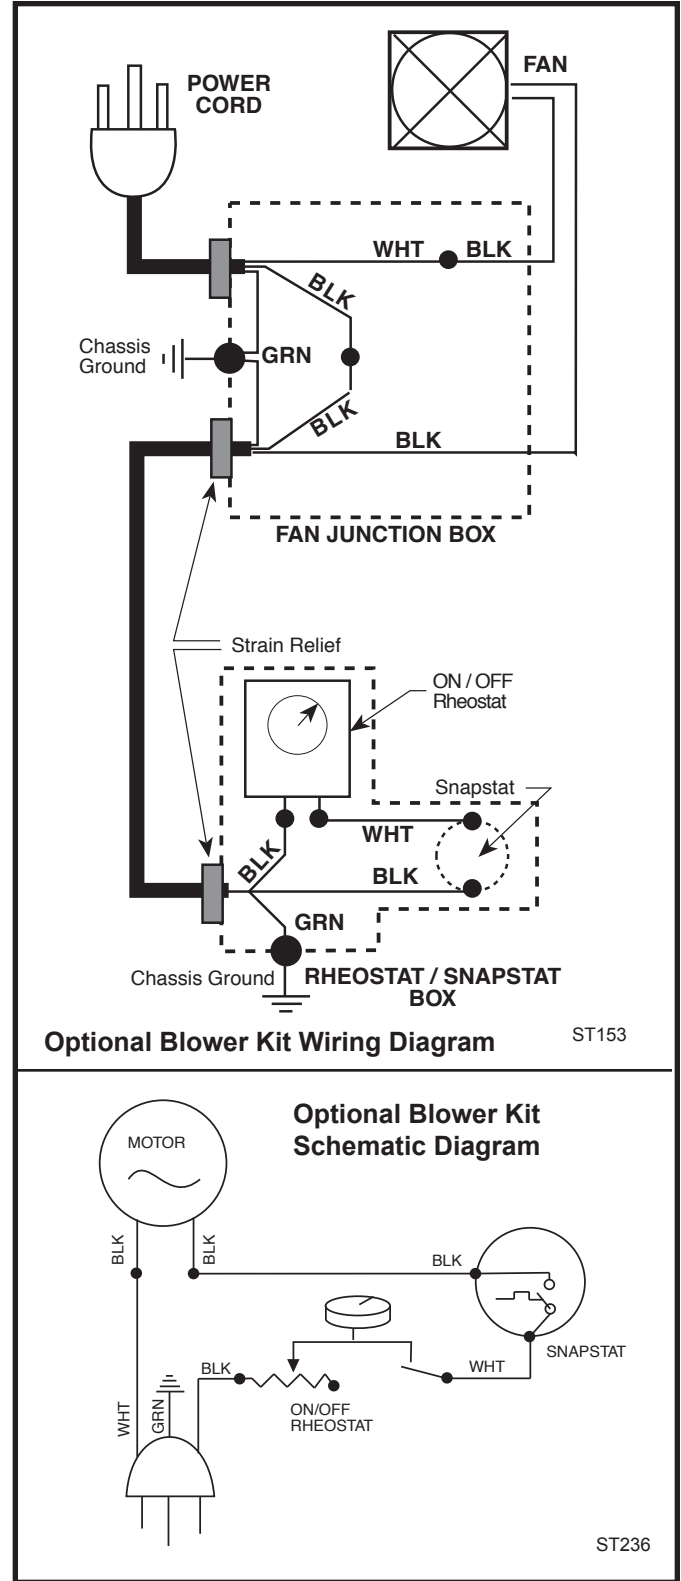 POWER
CORD
FAN
WHT
BLK
BLK
Chassis
Ground
GRN
BLK
BLK
FAN JUNCTION BOX
Strain Relief
ON / OFF
Rheostat
Snapstat
WHT
BLK
BLK
GRN
Chassis Ground
RHEOSTAT / SNAPSTAT
BOX
Optional Blower Kit Wiring Diagram
ST153
Optional Blower Kit
Schematic Diagram
MOTOR
BLK
BLK
BLK
SNAPSTAT
WHT
BLK
ON/OFF
RHEOSTAT
WHT
GRN
ST236